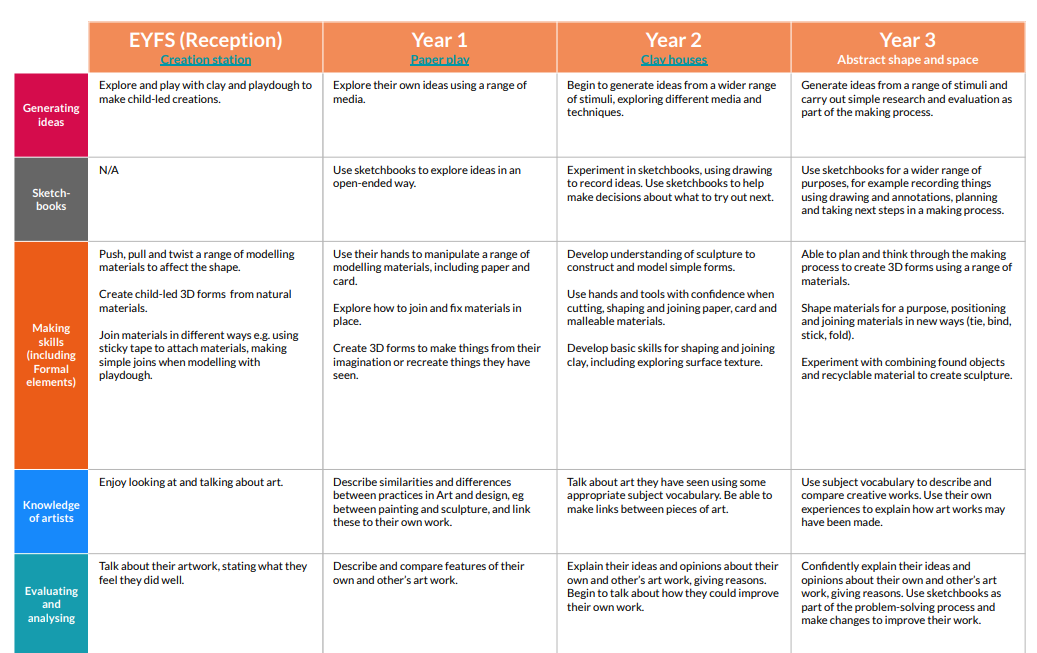 EYFS (Reception)
Creation station
Year 1
Paper play
Year 2
Clay houses
Year 3
Abstract shape and space
Generating
ideas
Explore and play with clay and playdough to
make child-led creations.
Explore their own ideas using a range of
media.
Begin to generate ideas from a wider range
of stimuli, exploring different media and
techniques.
Generate ideas from a range of stimuli and
carry out simple research and evaluation as
part of the making process.
Sketch-
books
N/A
Use sketchbooks to explore ideas in an
open-ended way.
Experiment in sketchbooks, using drawing
to record ideas. Use sketchbooks to help
make decisions about what to try out next.
Use sketchbooks for a wider range of
purposes, for example recording things
using drawing and annotations, planning
and taking next steps in a making process.
Making
skills
(including
Formal
elements)
Push, pull and twist a range of modelling
materials to affect the shape.
Create child-led 3D forms from natural
materials.
Join materials in different ways e.g. using
sticky tape to attach materials, making
simple joins when modelling with
playdough.
Use their hands to manipulate a range of
modelling materials, including paper and
card.
Explore how to join and fix materials in
place.
Create 3D forms to make things from their
imagination or recreate things they have
seen.
Develop understanding of sculpture to
construct and model simple forms.
Use hands and tools with confidence when
cutting, shaping and joining paper, card and
malleable materials.
Develop basic skills for shaping and joining
clay, including exploring surface texture.
Able to plan and think through the making
process to create 3D forms using a range of
materials.
Shape materials for a purpose, positioning
and joining materials in new ways (tie, bind,
stick, fold).
Experiment with combining found objects
and recyclable material to create sculpture.
Knowledge
of artists
Enjoy looking at and talking about art.
Describe similarities and differences
between practices in Art and design, eg
between painting and sculpture, and link
these to their own work.
Talk about art they have seen using some
appropriate subject vocabulary. Be able to
make links between pieces of art.
Use subject vocabulary to describe and
compare creative works. Use their own
experiences to explain how art works may
have been made.
Evaluating
and
analysing
Talk about their artwork, stating what they
feel they did well.
Describe and compare features of their
own and other's art work.
Explain their ideas and opinions about their
own and other's art work, giving reasons.
Begin to talk about how they could improve
their own work.
Confidently explain their ideas and
opinions about their own and other's art
work, giving reasons. Use sketchbooks as
part of the problem-solving process and
make changes to improve their work.